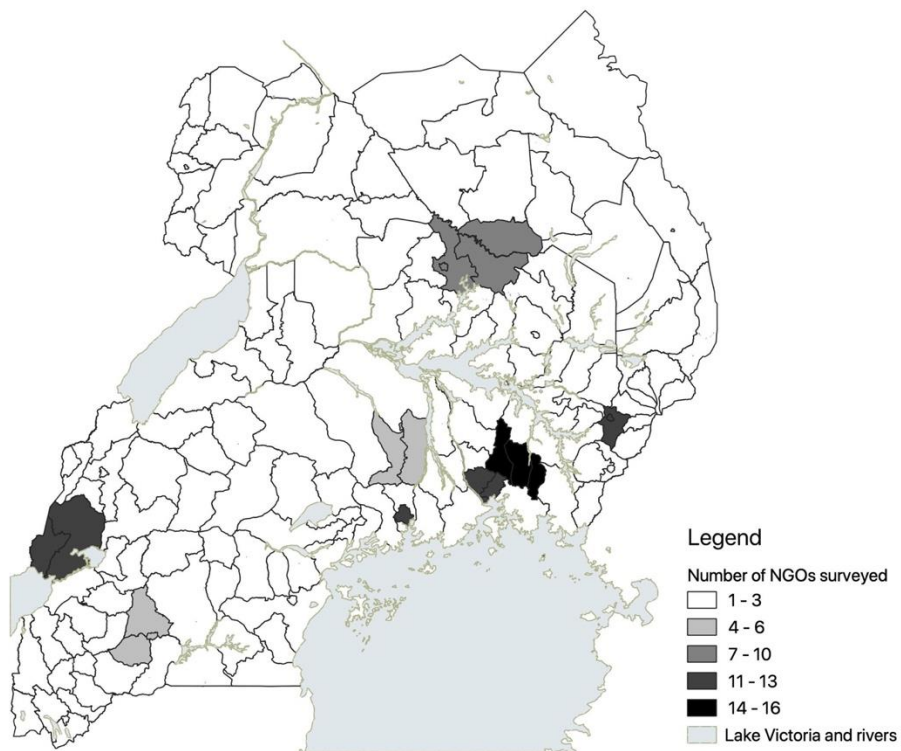 Legend
Number of NGOs surveyed
1 - 3
4 - 6
7 - 10
11 - 13
14 - 16
Lake Victoria and rivers